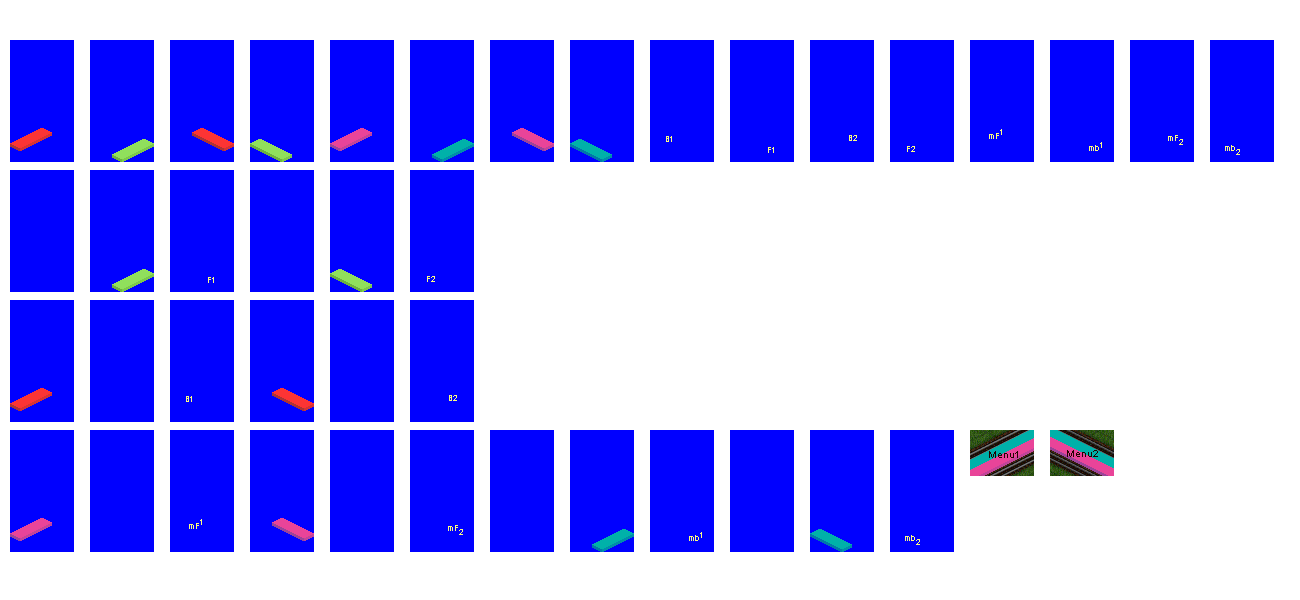 B1 F1 B2 F2 mF1 mb1 mF2 mb2
F1 F2
B1 B2
mF1 mF2 mb1 mb2 Menu1 Menu2